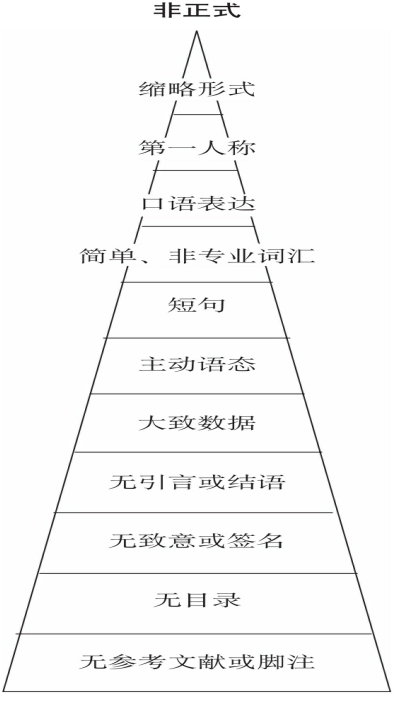 非正式
缩略形式
第一人称
口语表达
简单、非专业词汇
短句
主动语态
大致数据
无引言或结语
无致意或签名
无目录
无参考文献或脚注